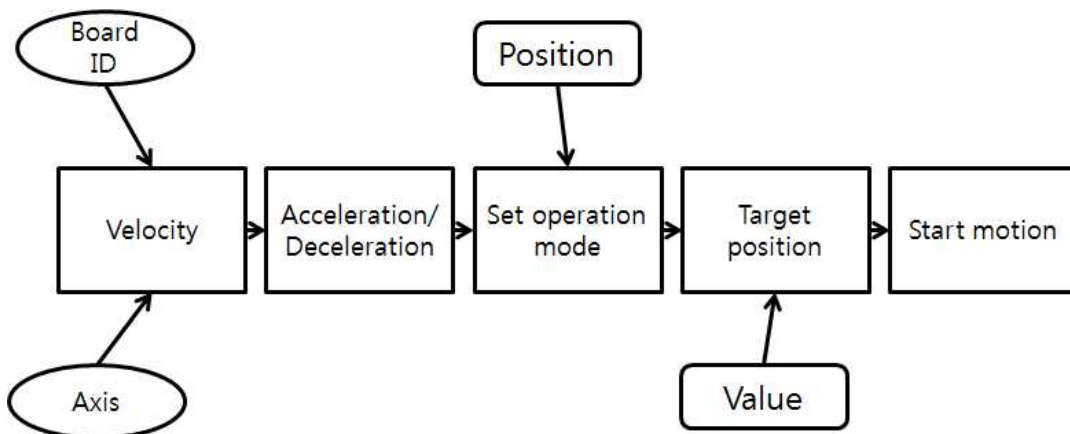 Board
ID
Position
Velocity
Acceleration/
Deceleration
Set operation
mode
Target
position
Start motion
Axis
Value